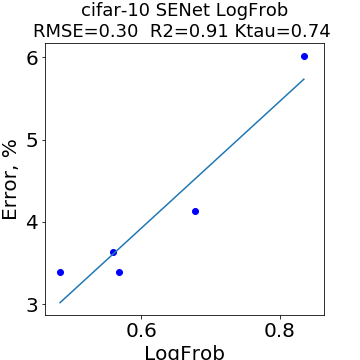 cifar-10 SENet LogFrob
RMSE=0.30  R2=0.91 Ktau=0.74
6
5
4
3
Error, %
0.6
0.8
LogFrob